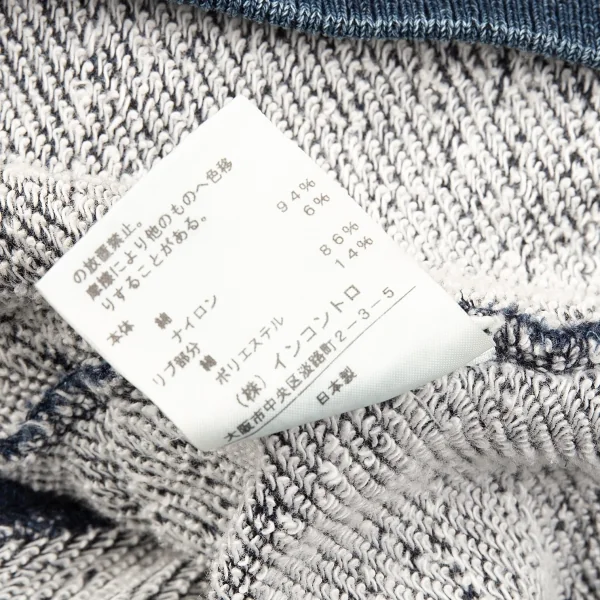 の放置禁止。
摩擦により他のものへ色移
りすることがある。
本体 綿 94%
ナイロン 6%
リブ部分 綿 86%
ポリエステル 14%
(株)インコントロ
大阪市中央区淡路町2-3-5
日本製